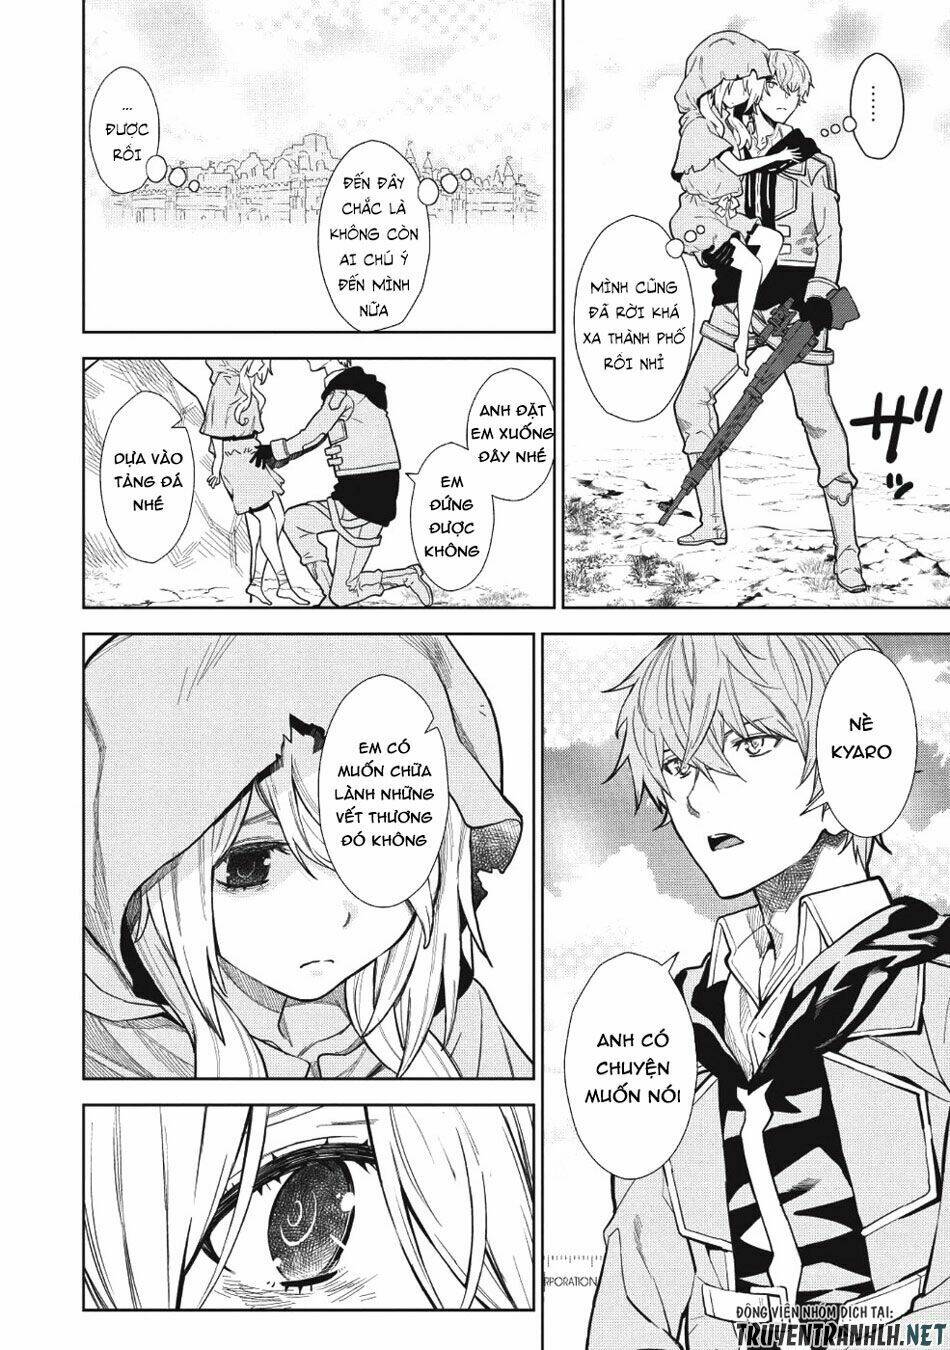 ......
MÌNH CŨNG
ĐÃ RỜI KHÁ
XA THÀNH PHỐ
RỒI NHỈ
ザッ
ĐẾN ĐÂY
CHẮC LÀ
KHÔNG CÒN
AI CHÚ Ý
ĐẾN MÌNH
NỮA
...
ĐƯỢC
RỒI
ANH ĐẶT
EM XUỐNG
ĐÂY NHÉ
EM
ĐỨNG
ĐƯỢC
KHÔNG
DỰA VÀO
TẢNG ĐÁ
NHÉ
NÈ
KYARO
ANH CÓ
CHUYỆN
MUỐN NÓI
EM CÓ
MUỐN CHỮA
LÀNH NHỮNG
VẾT THƯƠNG
ĐÓ KHÔNG
RPORATION
ĐỘNG VIÊN NHÓM DỊCH TẠI:
TRUYENTRANHLH.NET